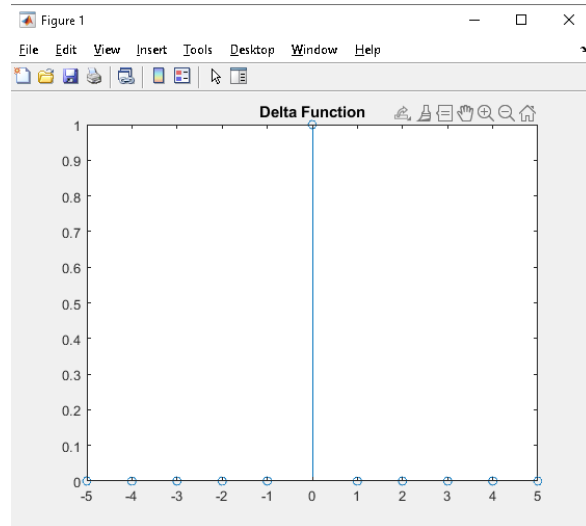 Figure 1
File Edit View Insert Tools Desktop Window Help
Delta Function
1
0.9
0.8
0.7
0.6
0.5
0.4
0.3
0.2
0.1
0
-5 -4 -3 -2 -1 0 1 2 3 4 5